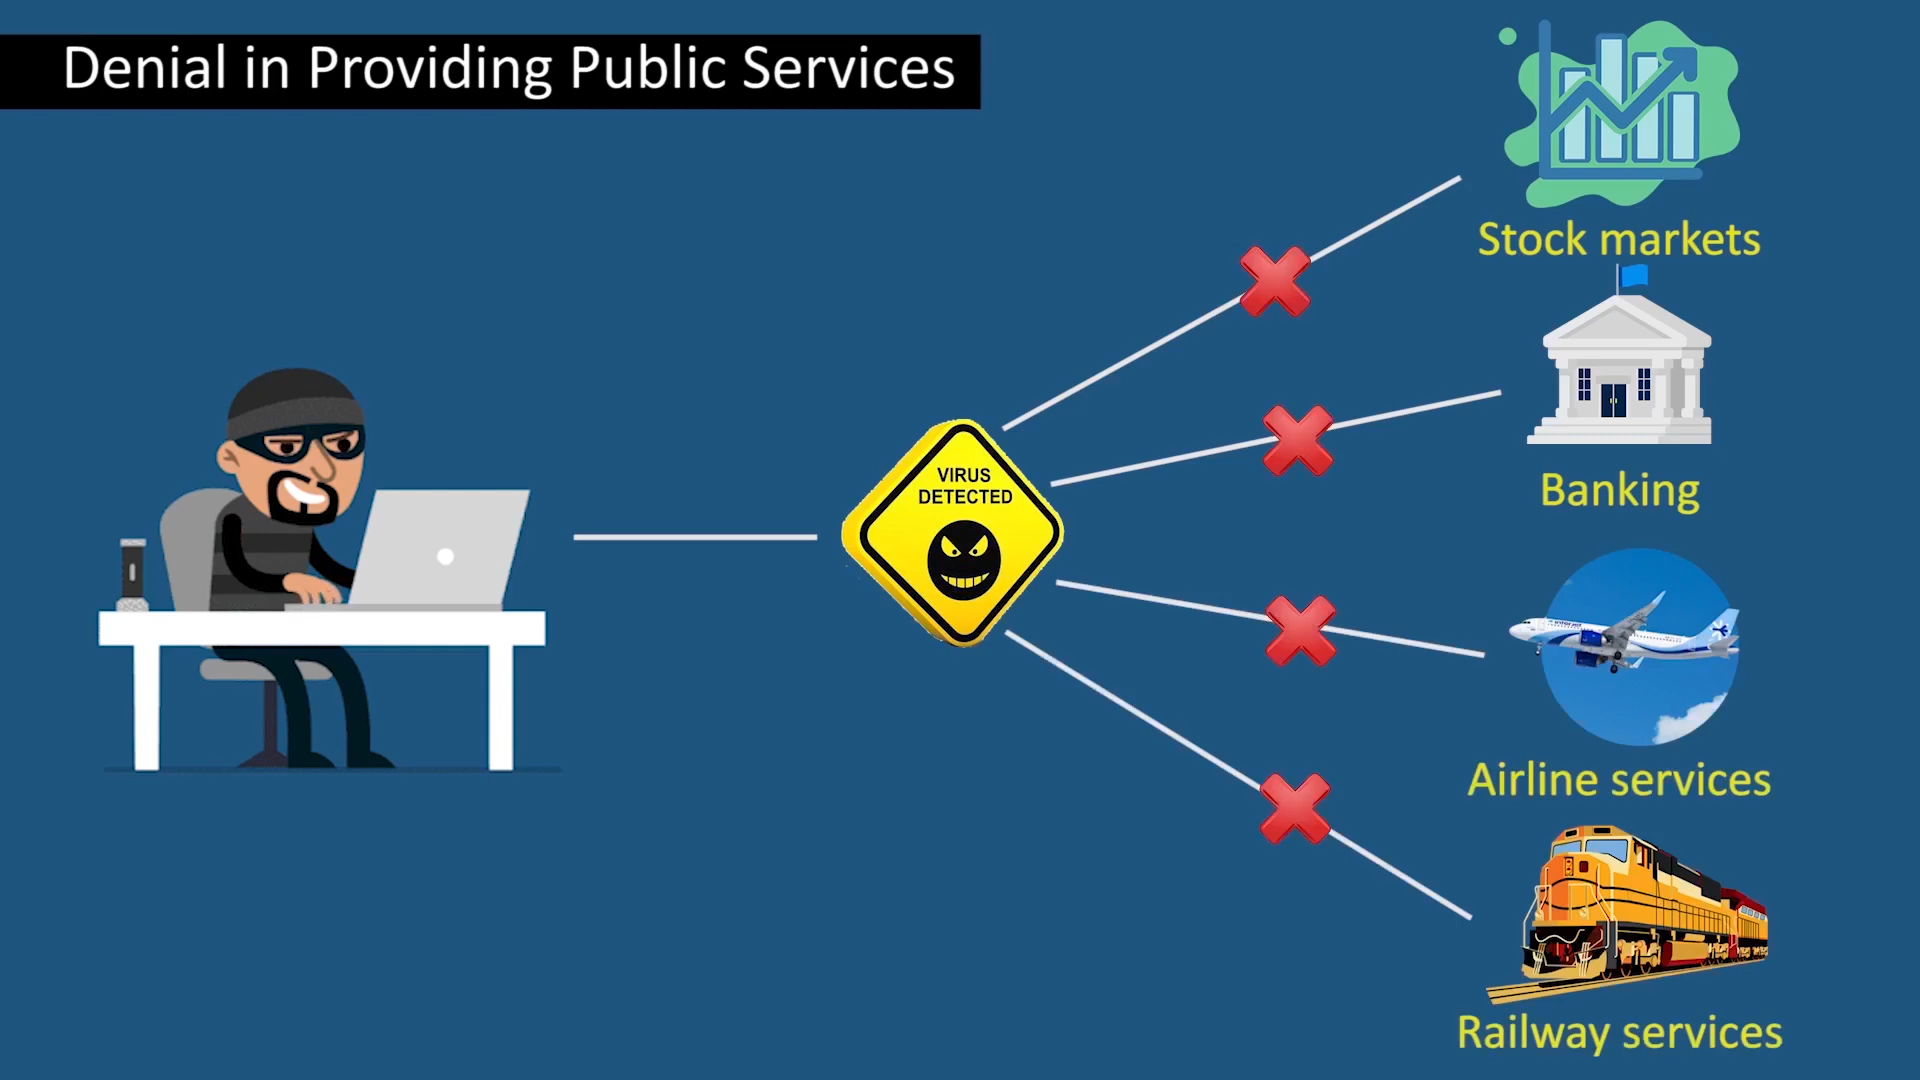 Denial in Providing Public Services
Stock markets
Banking
VIRUS
DETECTED
Airline services
Railway services